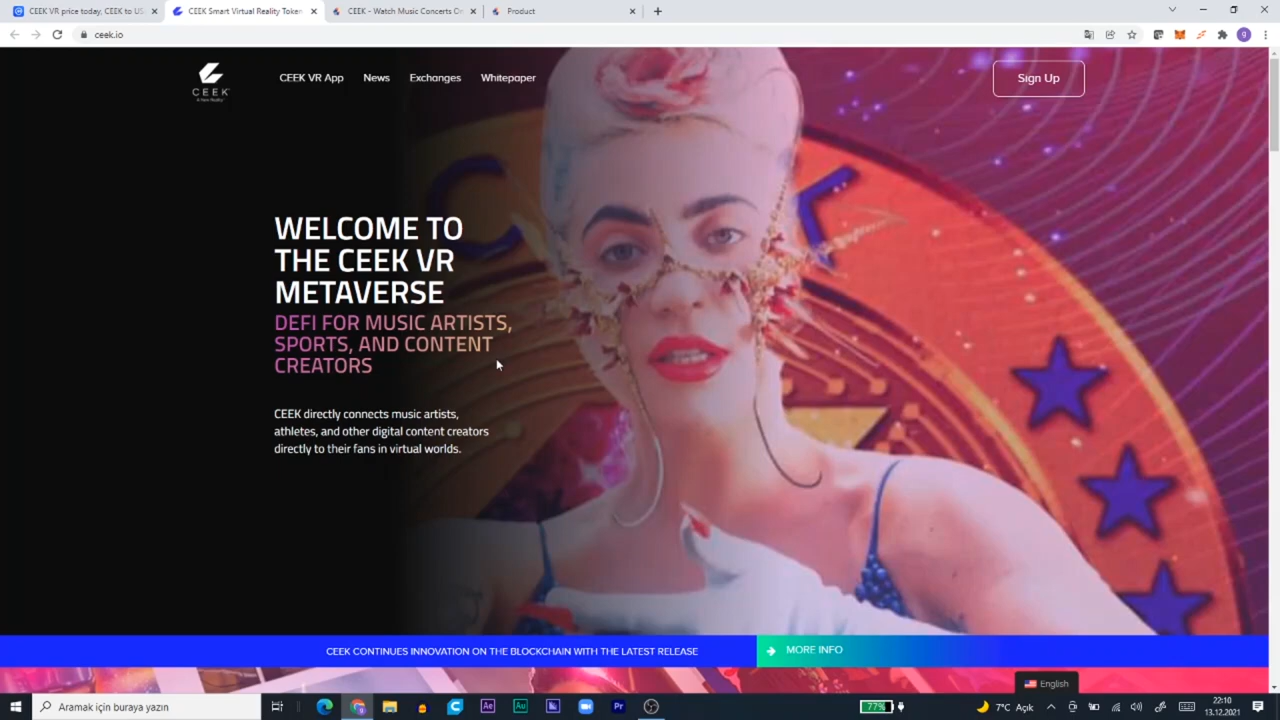 CEEK VR price today, CEEK to US
CEEK Smart Virtual Reality Token
CEEK - Watch Music Concerts On
Product
ceek.io
CEEK
CEEK VR App
News
Exchanges
Whitepaper
Sign Up
WELCOME TO
THE CEEK VR
METAVERSE
DEFI FOR MUSIC ARTISTS,
SPORTS, AND CONTENT
CREATORS
CEEK directly connects music artists,
athletes, and other digital content creators
directly to their fans in virtual worlds.
CEEK CONTINUES INNOVATION ON THE BLOCKCHAIN WITH THE LATEST RELEASE
MORE INFO
English
Aramak için buraya yazın
Ae
Au
Pr
77%
7°C Açık
22:10
13.12.2021